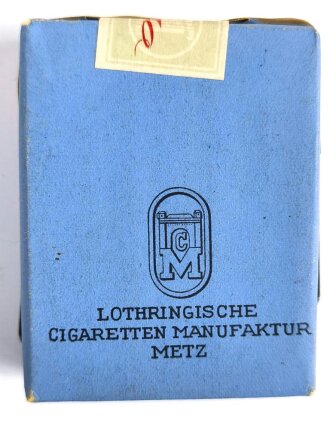 C
M
LOTHRINGISCHE
CIGARETTEN MANUFAKTUR
METZ